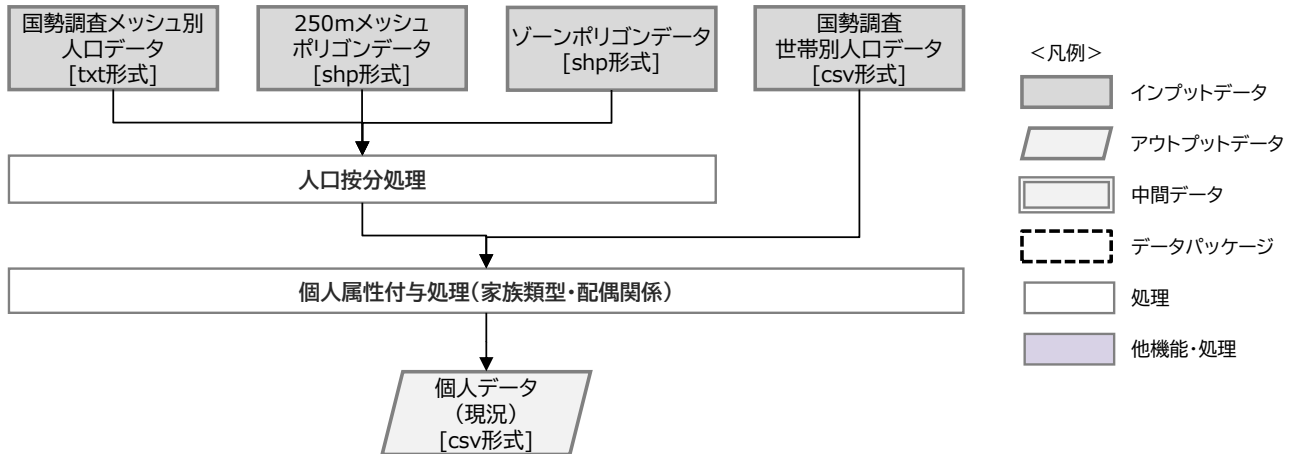 国勢調査メッシュ別
人口データ
[txt形式]
250mメッシュ
ポリゴンデータ
[shp形式]
ゾーンポリゴンデータ
[shp形式]
国勢調査
世帯別人口データ
[csv形式]
人口按分処理
個人属性付与処理(家族類型・配偶関係)
個人データ
(現況)
[csv形式]
<凡例>
インプットデータ
アウトプットデータ
中間データ
データパッケージ
処理
他機能・処理